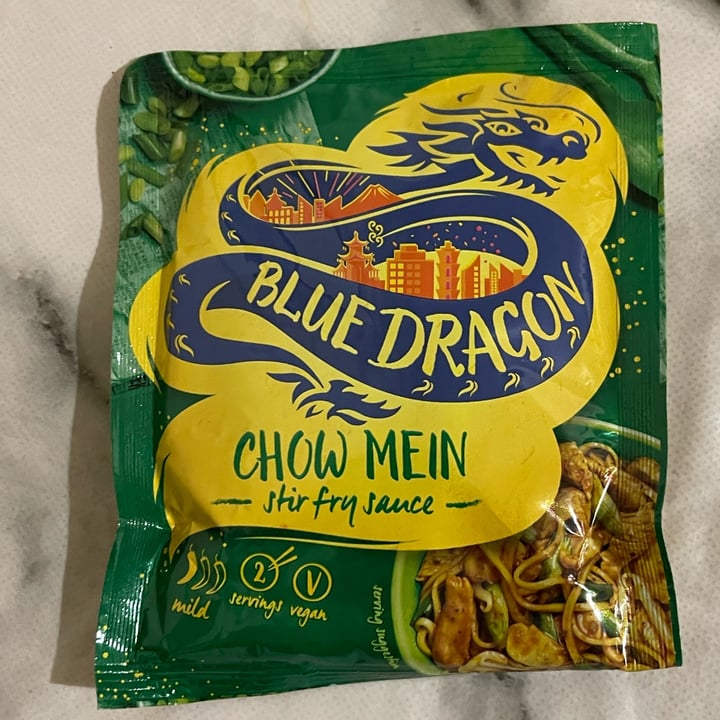 BLUE DRAGON
CHOW MEIN
stir fry sauce
mild
2
servings
V
vegan
serving suggestion